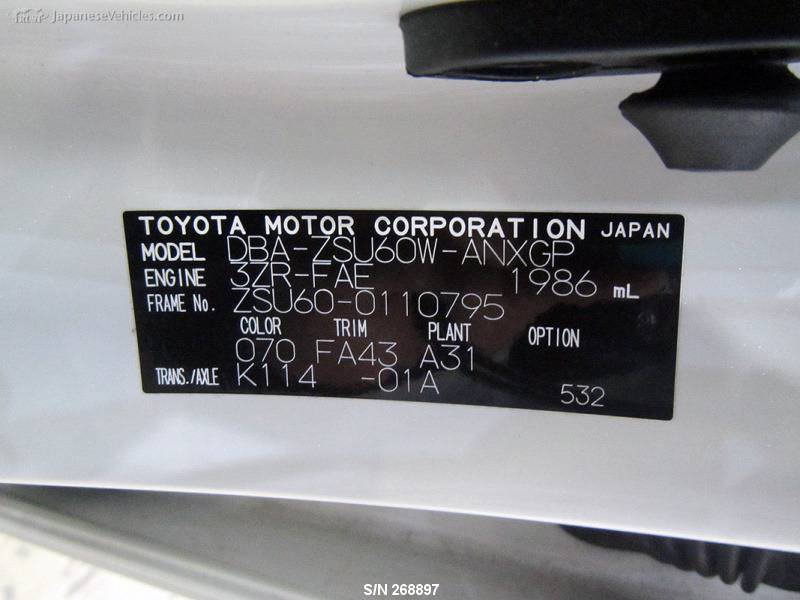 JapaneseVehicles.com
TOYOTA MOTOR CORPORATION JAPAN
MODEL DBA-ZSU60W-ANXGP
ENGINE 3ZR-FAE 1986 mL
FRAME No. ZSU60-0110795
COLOR TRIM PLANT OPTION
070 FA43 A31
TRANS./AXLE K114 -01A
532
S/N 268897